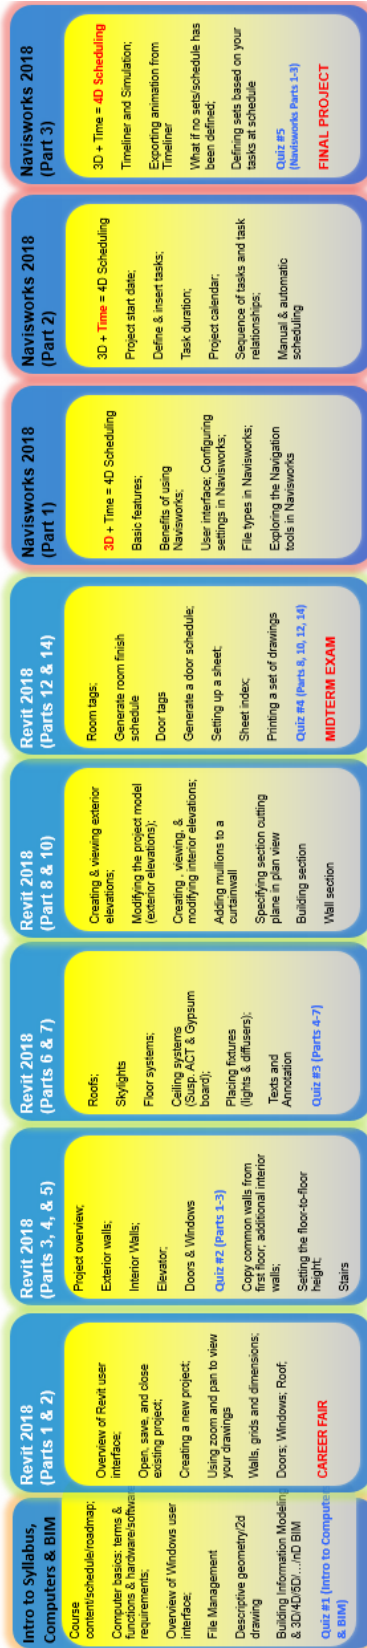 Intro to Syllabus,
Computers & BIM
Course
content/schedule/roadmap;
Computer basics: terms &
functions & hardware/software
requirements;
Overview of Windows user
interface;
File Management
Descriptive geometry/2d
drawing
Building Information Modeling
& 3D/4D/5D/…/nD BIM
Quiz #1 (Intro to Computers
& BIM)
Revit 2018
(Parts 1 & 2)
Overview of Revit user
interface;
Open, save, and close
existing project;
Creating a new project;
Using zoom and pan to view
your drawings
Walls, grids and dimensions;
Doors; Windows; Roof;
CAREER FAIR
Revit 2018
(Parts 3, 4, & 5)
Project overview;
Exterior walls;
Interior Walls;
Elevator;
Doors & Windows
Quiz #2 (Parts 1-3)
Copy common walls from
first floor; additional interior
walls;
Setting the floor-to-floor
height;
Stairs
Revit 2018
(Parts 6 & 7)
Roofs;
Skylights
Floor systems;
Ceiling systems
(Susp. ACT & Gypsum
board);
Placing fixtures
(lights & diffusers);
Texts and
Annotation
Quiz #3 (Parts 4-7)
Revit 2018
(Part 8 & 10)
Creating & viewing exterior
elevations;
Modifying the project model
(exterior elevations);
Creating , viewing, &
modifying interior elevations;
Adding mullions to a
curtainwall
Specifying section cutting
plane in plan view
Building section
Wall section
Revit 2018
(Parts 12 & 14)
Room tags;
Generate room finish
schedule
Door tags
Generate a door schedule;
Setting up a sheet;
Sheet index;
Printing a set of drawings
Quiz #4 (Parts 8, 10, 12, 14)
MIDTERM EXAM
Navisworks 2018
(Part 1)
3D + Time = 4D Scheduling
Basic features;
Benefits of using
Navisworks;
User interface; Configuring
settings in Navisworks;
File types in Navisworks;
Exploring the Navigation
tools in Navisworks
Navisworks 2018
(Part 2)
3D + Time = 4D Scheduling
Project start date;
Define & insert tasks;
Task duration;
Project calendar;
Sequence of tasks and task
relationships;
Manual & automatic
scheduling
Navisworks 2018
(Part 3)
3D + Time = 4D Scheduling
Timeliner and Simulation;
Exporting animation from
Timeliner
What if no sets/schedule has
been defined;
Defining sets based on your
tasks at schedule
Quiz #5
(Navisworks Parts 1-3)
FINAL PROJECT